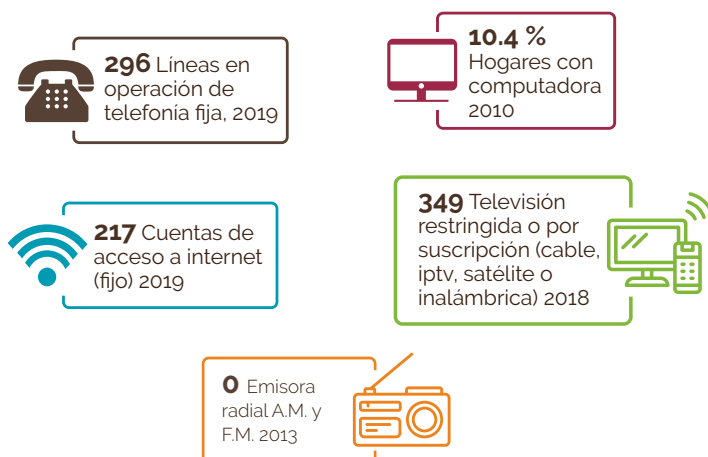 296 Líneas en
operación de
telefonía fija, 2019
10.4 %
Hogares con
computadora
2010
217 Cuentas de
acceso a internet
(fijo) 2019
349 Televisión
restringida o por
suscripción (cable,
iptv, satélite o
inalámbrica) 2018
0 Emisora
radial A.M. y
F.M. 2013